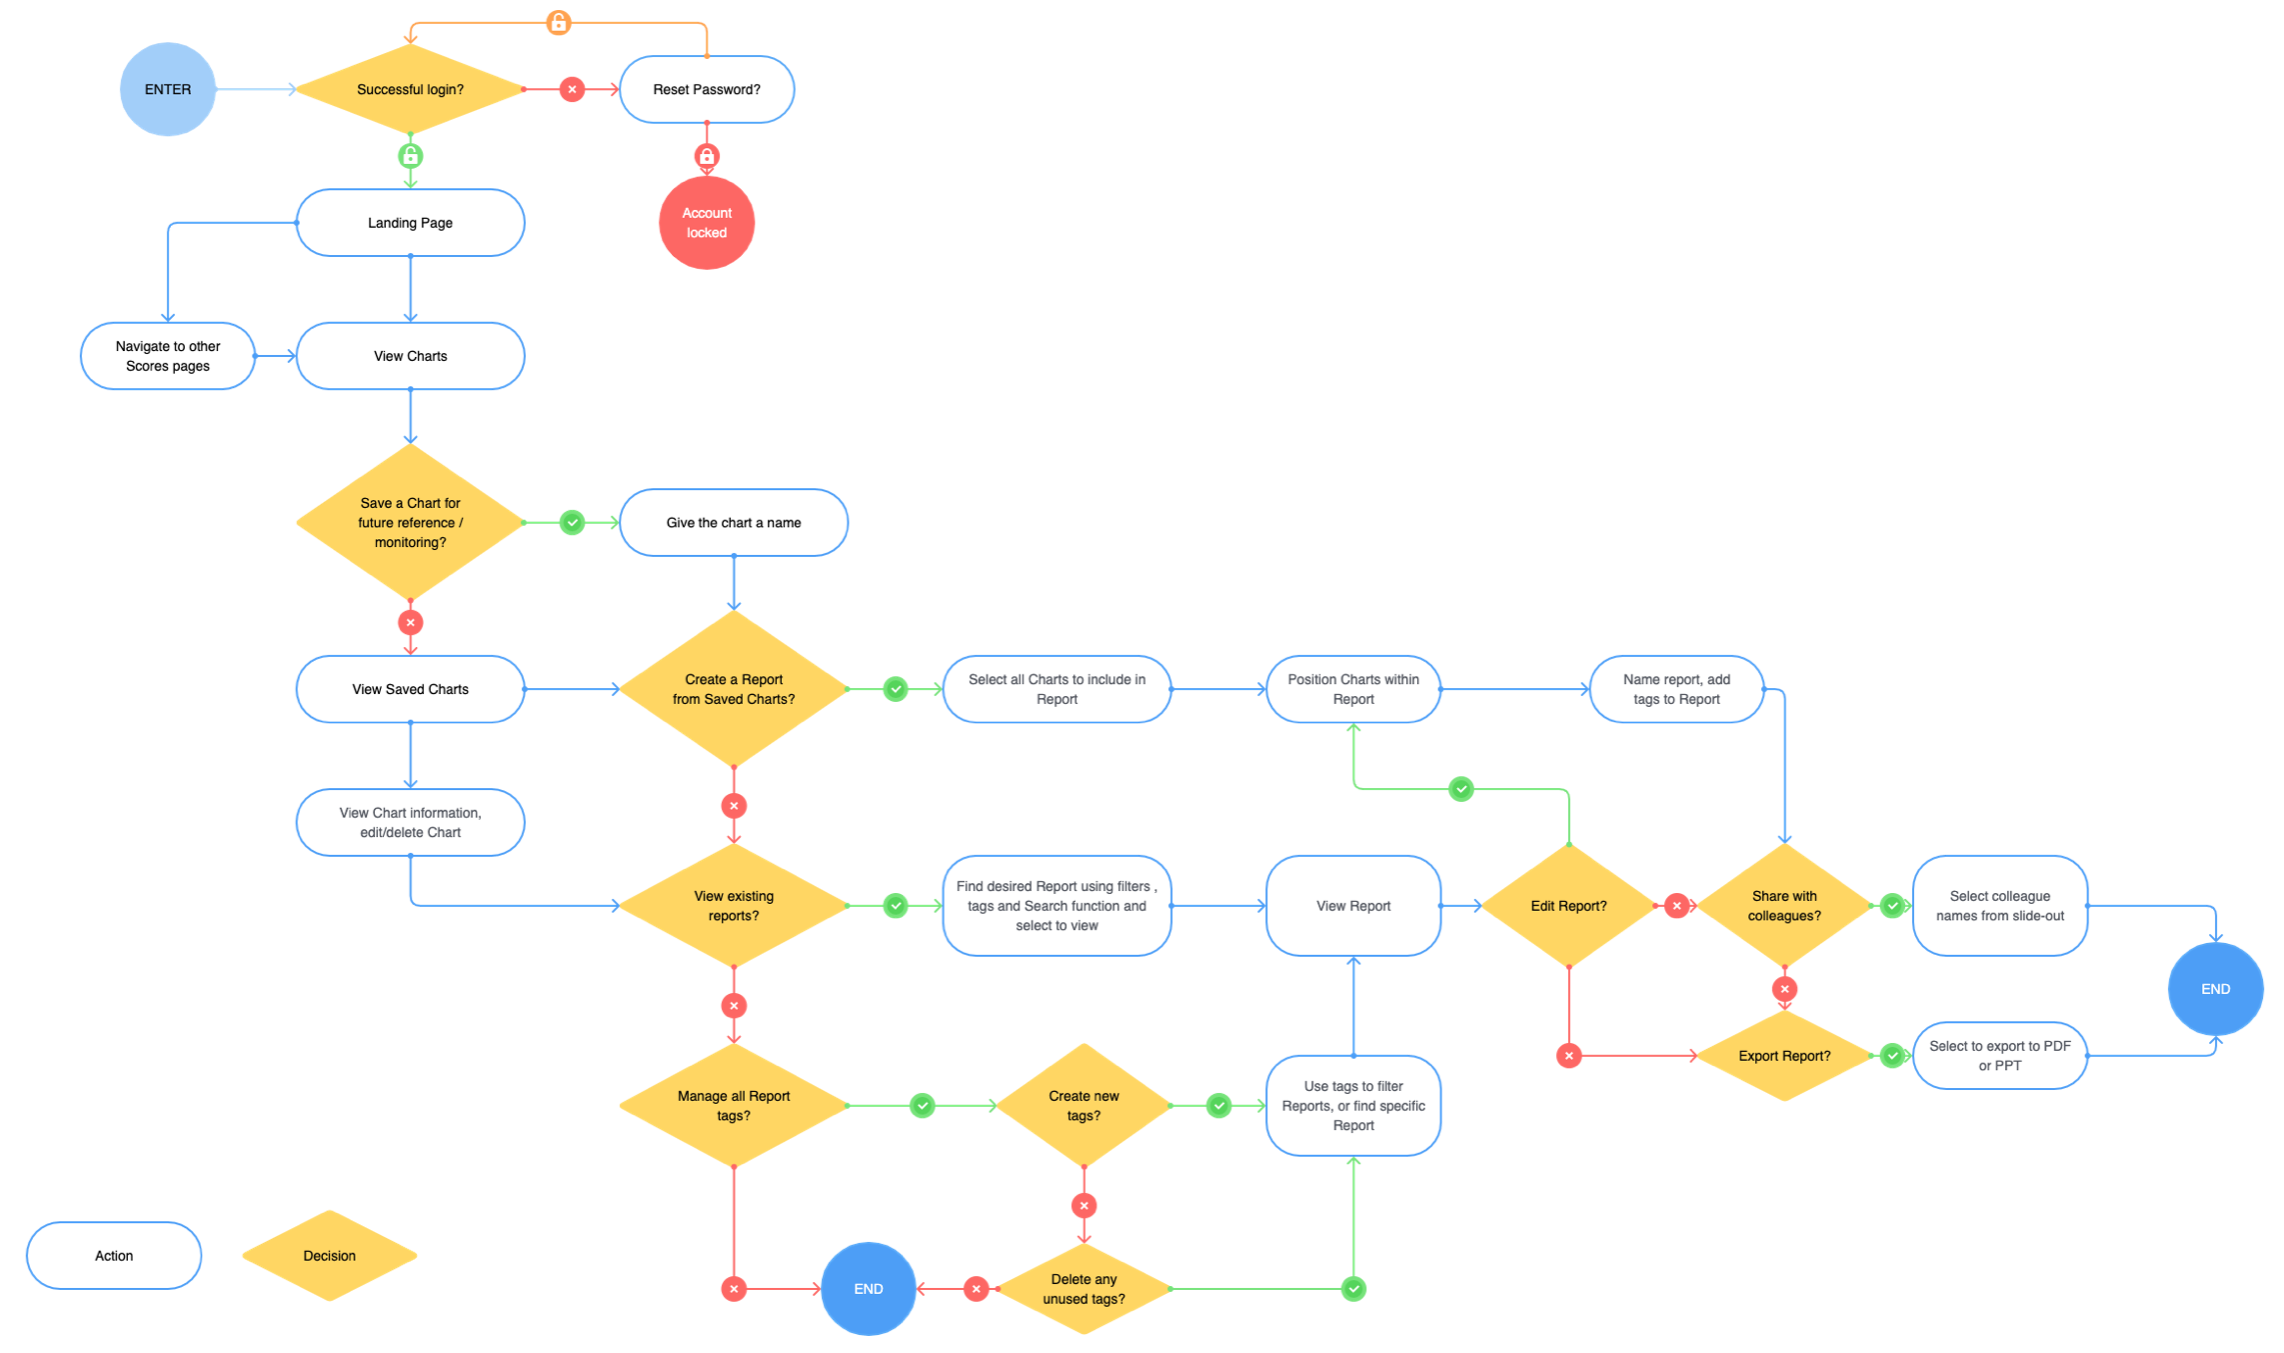 ENTER
Successful login?
Reset Password?
Account
locked
Landing Page
Navigate to other
Scores pages
View Charts
Save a Chart for
future reference /
monitoring?
Give the chart a name
View Saved Charts
Create a Report
from Saved Charts?
Select all Charts to include in
Report
Position Charts within
Report
Name report, add
tags to Report
View Chart information,
edit/delete Chart
View existing
reports?
Find desired Report using filters ,
tags and Search function and
select to view
View Report
Edit Report?
Share with
colleagues?
Select colleague
names from slide-out
END
Export Report?
Select to export to PDF
or PPT
Manage all Report
tags?
Create new
tags?
Use tags to filter
Reports, or find specific
Report
Action
Decision
END
Delete any
unused tags?